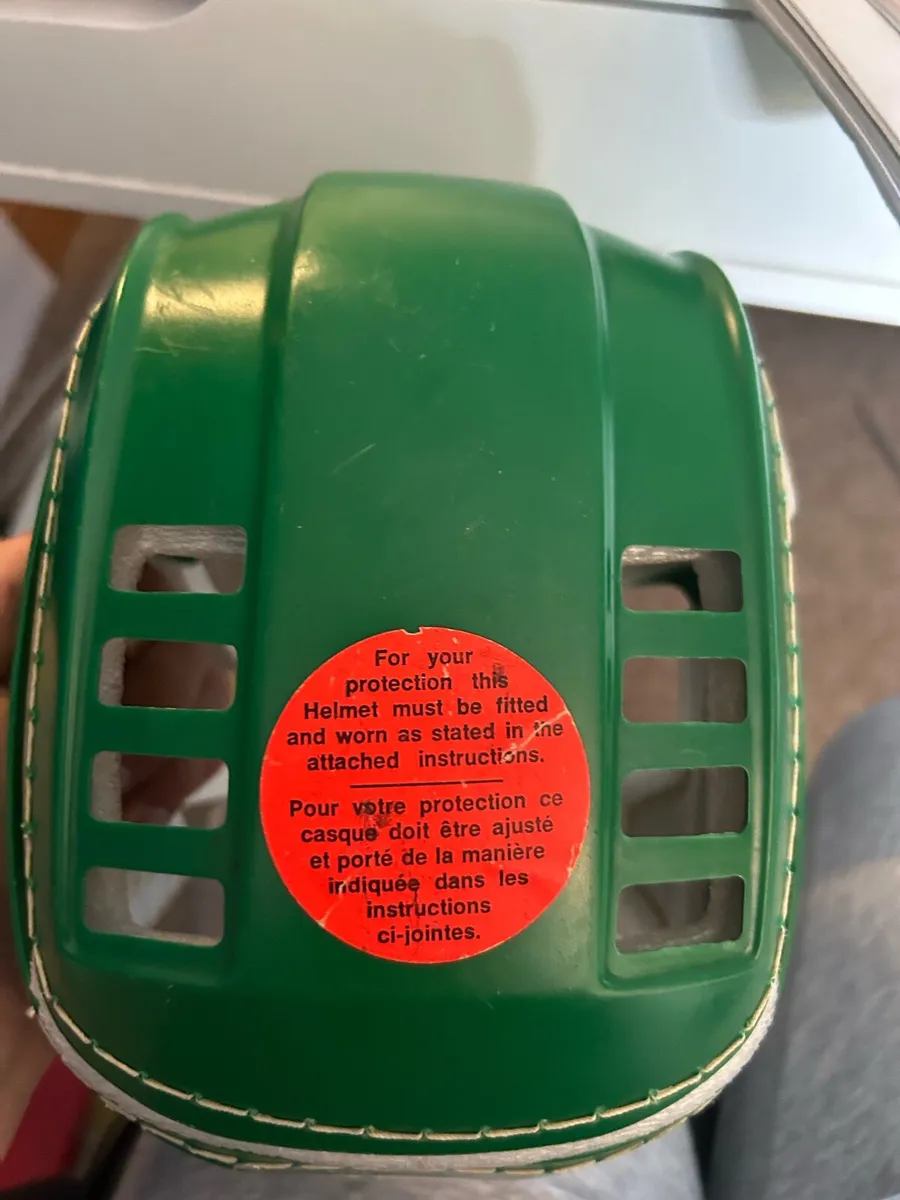 For your
protection this
Helmet must be fitted
and worn as stated in the
attached instructions.
Pour votre protection ce
casque doit être ajusté
et porté de la manière
indiquée dans les
instructions
ci-jointes.